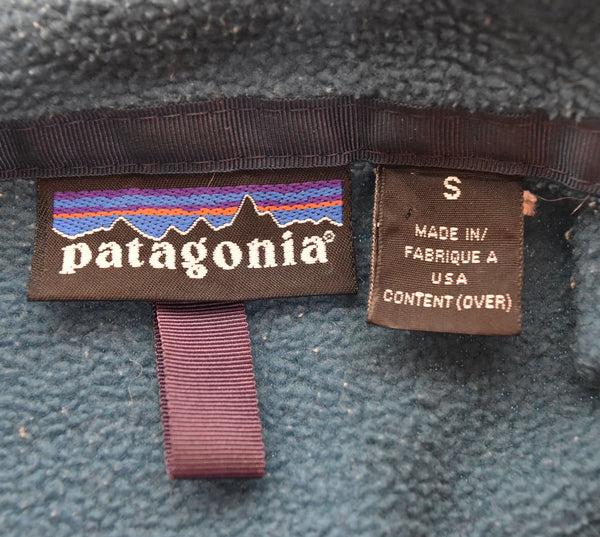 patagonia®
S
MADE IN/
FABRIQUE A
USA
CONTENT (OVER)